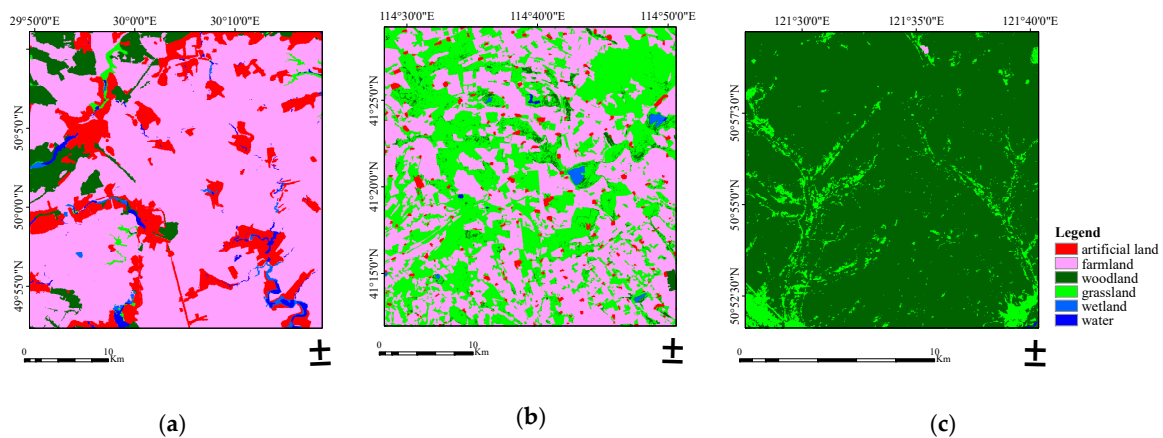 29°50'0"E 30°0'0"E 30°10'0"E
50°5'0"N
50°0'0"N
49°55'0"N
0 10
Km
(a)
114°30'0"E 114°40'0"E 114°50'0"E
41°25'0"N
41°20'0"N
41°15'0"N
0 10
Km
(b)
121°30'0"E 121°35'0"E 121°40'0"E
50°57'30"N
50°55'0"N
50°52'30"N
0 10
Km
(c)
Legend
artificial land
farmland
woodland
grassland
wetland
water